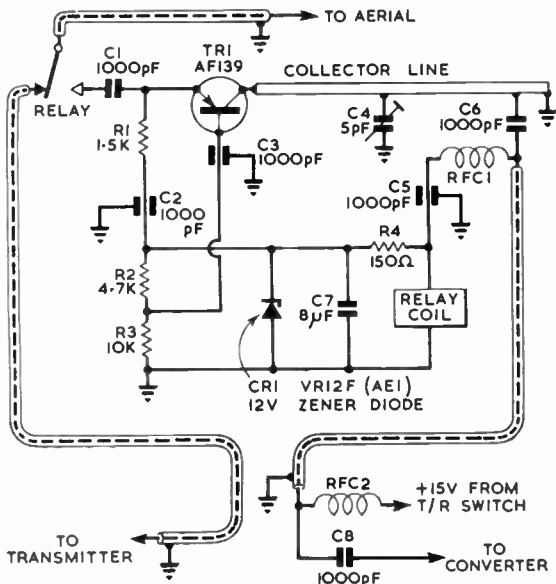 TO AERIAL
C1
1000pF
TR1
AF139
COLLECTOR LINE
RELAY
R1
1·5K
C3
1000pF
C4
5pF
C6
1000pF
RFC1
C2
1000
pF
C5
1000pF
R4
150Ω
R2
4·7K
C7
8µF
RELAY
COIL
R3
10K
CR1 VR12F (AEI)
12V ZENER DIODE
RFC2
+15V FROM
T/R SWITCH
TO
TRANSMITTER
C8
1000pF
TO
CONVERTER